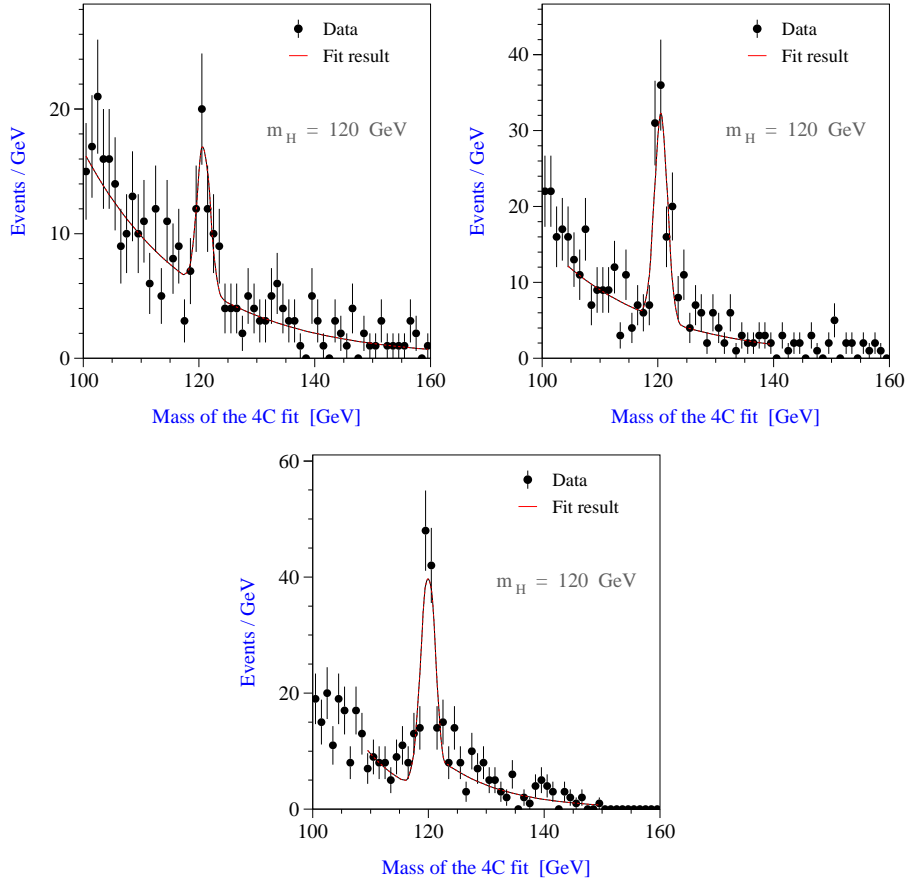 Data
Fit result
m_H = 120 GeV
Events / GeV
20
10
0
100
120
140
160
Mass of the 4C fit [GeV]
Data
Fit result
m_H = 120 GeV
Events / GeV
40
30
20
10
0
100
120
140
160
Mass of the 4C fit [GeV]
Data
Fit result
m_H = 120 GeV
Events / GeV
60
40
20
0
100
120
140
160
Mass of the 4C fit [GeV]